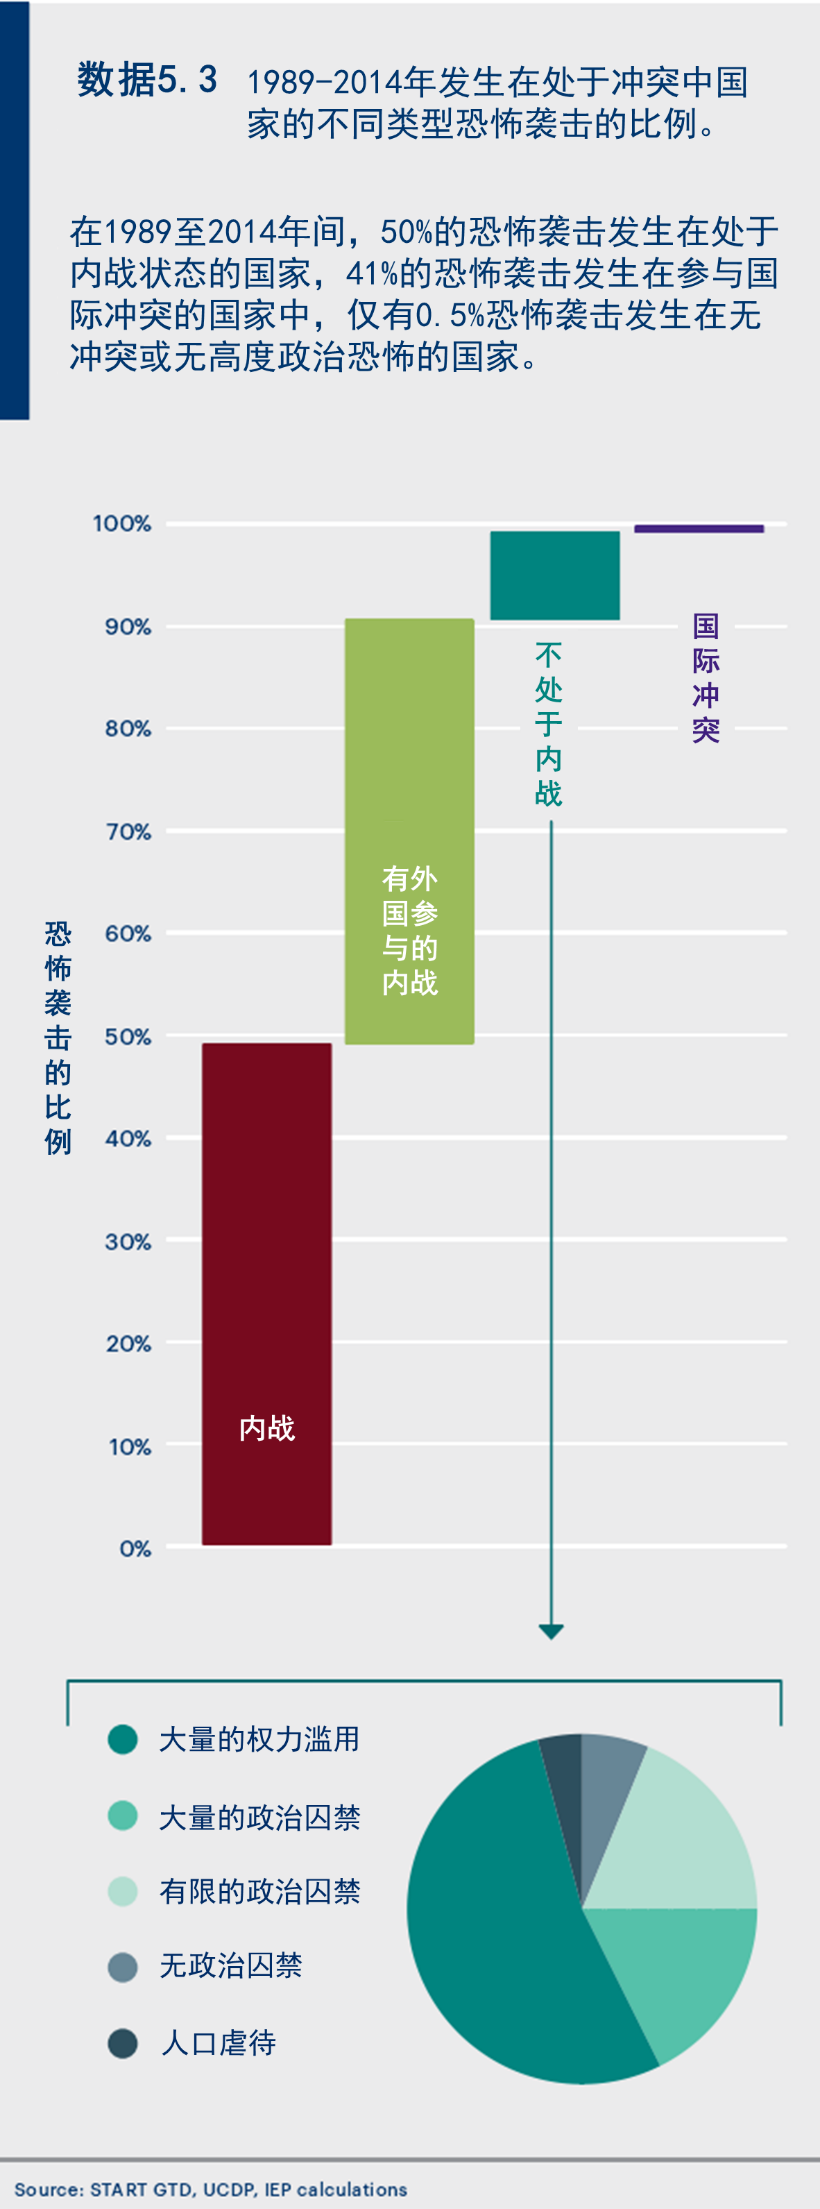 数据5.3
1989-2014年发生在处于冲突中国
家的不同类型恐怖袭击的比例。
在1989至2014年间，50%的恐怖袭击发生在处于
内战状态的国家，41%的恐怖袭击发生在参与国
际冲突的国家中，仅有0.5%恐怖袭击发生在无
冲突或无高度政治恐怖的国家。
恐怖袭击的比例
100%
90%
80%
70%
60%
50%
40%
30%
20%
10%
0%
内战
有外
国参
与的
内战
不处于内战
国际冲突
大量的权力滥用
大量的政治囚禁
有限的政治囚禁
无政治囚禁
人口虐待
Source: START GTD, UCDP, IEP calculations